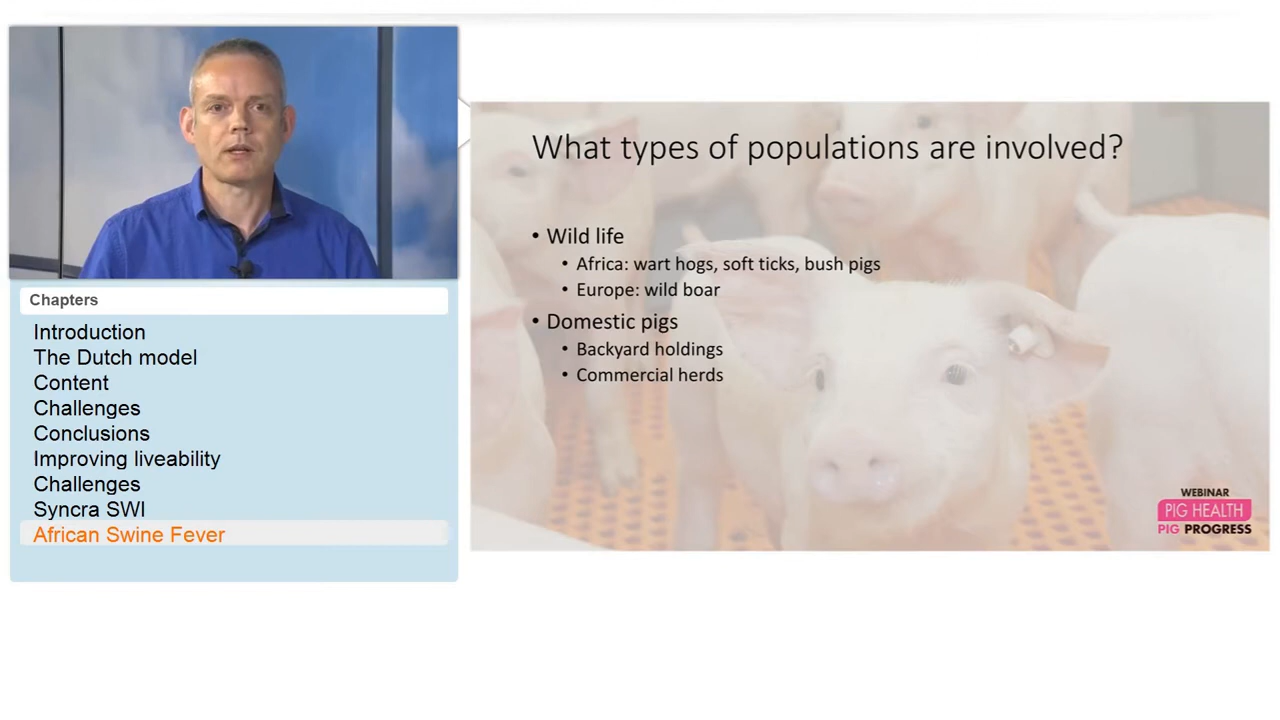 Chapters
Introduction
The Dutch model
Content
Challenges
Conclusions
Improving liveability
Challenges
Syncra SWI
African Swine Fever
What types of populations are involved?
• Wild life
• Africa: wart hogs, soft ticks, bush pigs
• Europe: wild boar
• Domestic pigs
• Backyard holdings
• Commercial herds
WEBINAR
PIG HEALTH
PIG PROGRESS